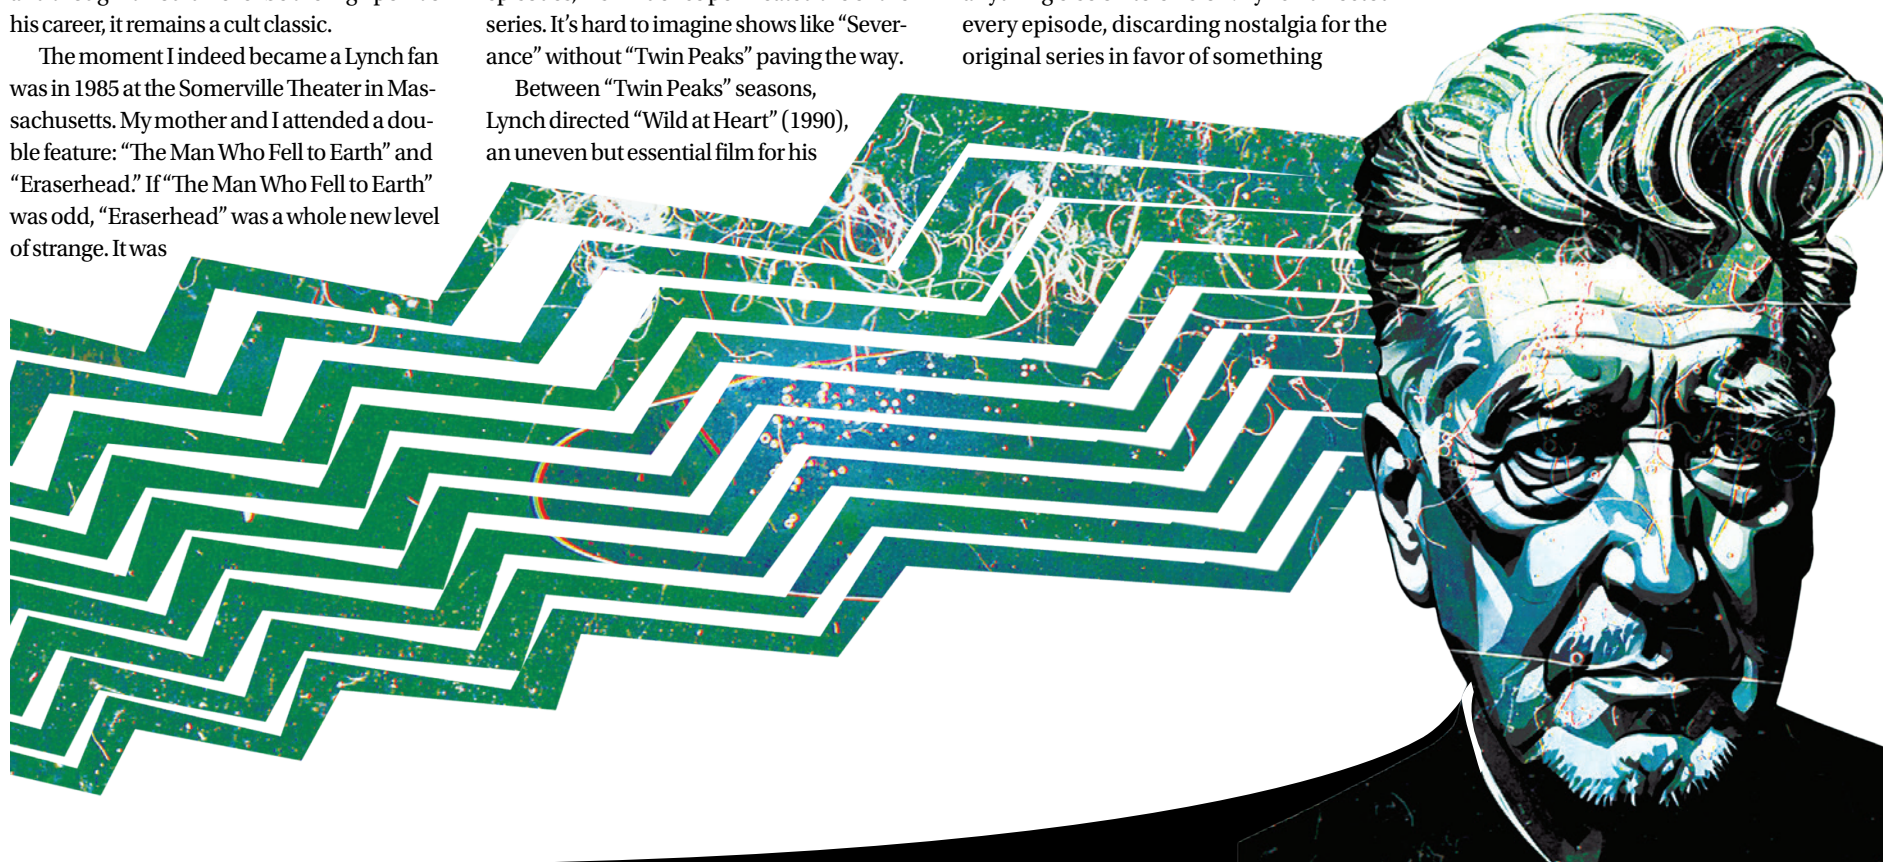 his career, it remains a cult classic.
The moment I indeed became a Lynch fan
was in 1985 at the Somerville Theater in Mas-
sachusetts. My mother and I attended a dou-
ble feature: “The Man Who Fell to Earth” and
“Eraserhead.” If “The Man Who Fell to Earth”
was odd, “Eraserhead” was a whole new level
of strange. It was
series. It’s hard to imagine shows like “Sever-
ance” without “Twin Peaks” paving the way.
Between “Twin Peaks” seasons,
Lynch directed “Wild at Heart” (1990),
an uneven but essential film for his
every episode, discarding nostalgia for the
original series in favor of something